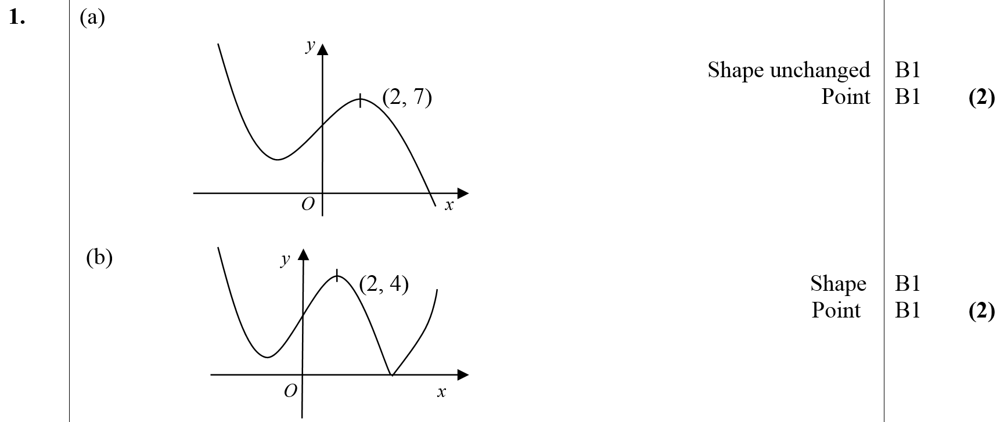 1. (a)
y
Shape unchanged B1
(2, 7) Point B1 (2)
O x
(b) y
(2, 4) Shape B1
Point B1 (2)
O x